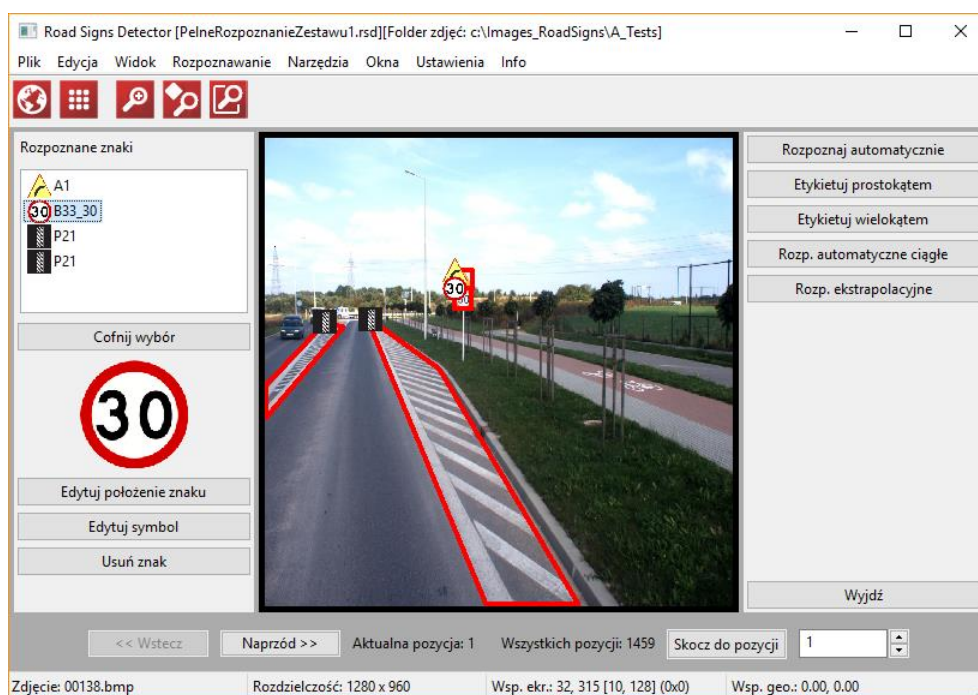 Road Signs Detector [PelneRozpoznanieZestawu1.rsd][Folder zdjęć: c:\Images_RoadSigns\A_Tests]
Plik Edycja Widok Rozpoznawanie Narzędzia Okna Ustawienia Info
Rozpoznane znaki
A1
30 B33_30
P21
P21
Cofnij wybór
30
Edytuj położenie znaku
Edytuj symbol
Usuń znak
30
30
Rozpoznaj automatycznie
Etykietuj prostokątem
Etykietuj wielokątem
Rozp. automatyczne ciągłe
Rozp. ekstrapolacyjne
Wyjdź
<< Wstecz Naprzód >> Aktualna pozycja: 1 Wszystkich pozycji: 1459 Skocz do pozycji 1
Zdjęcie: 00138.bmp Rozdzielczość: 1280 x 960 Wsp. ekr.: 32, 315 [10, 128] (0x0) Wsp. geo.: 0.00, 0.00